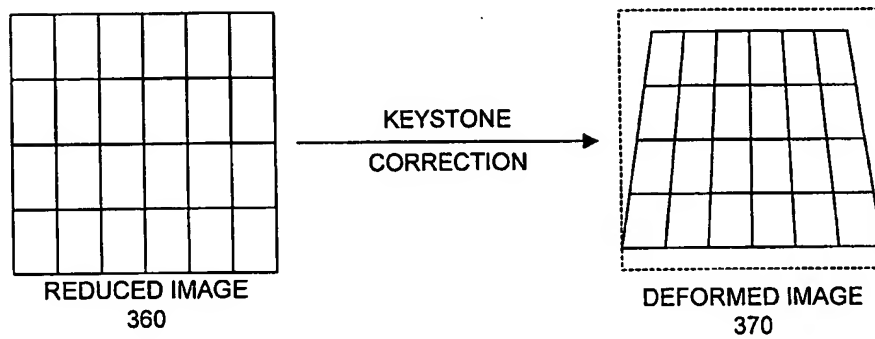 KEYSTONE
CORRECTION
REDUCED IMAGE
360
DEFORMED IMAGE
370